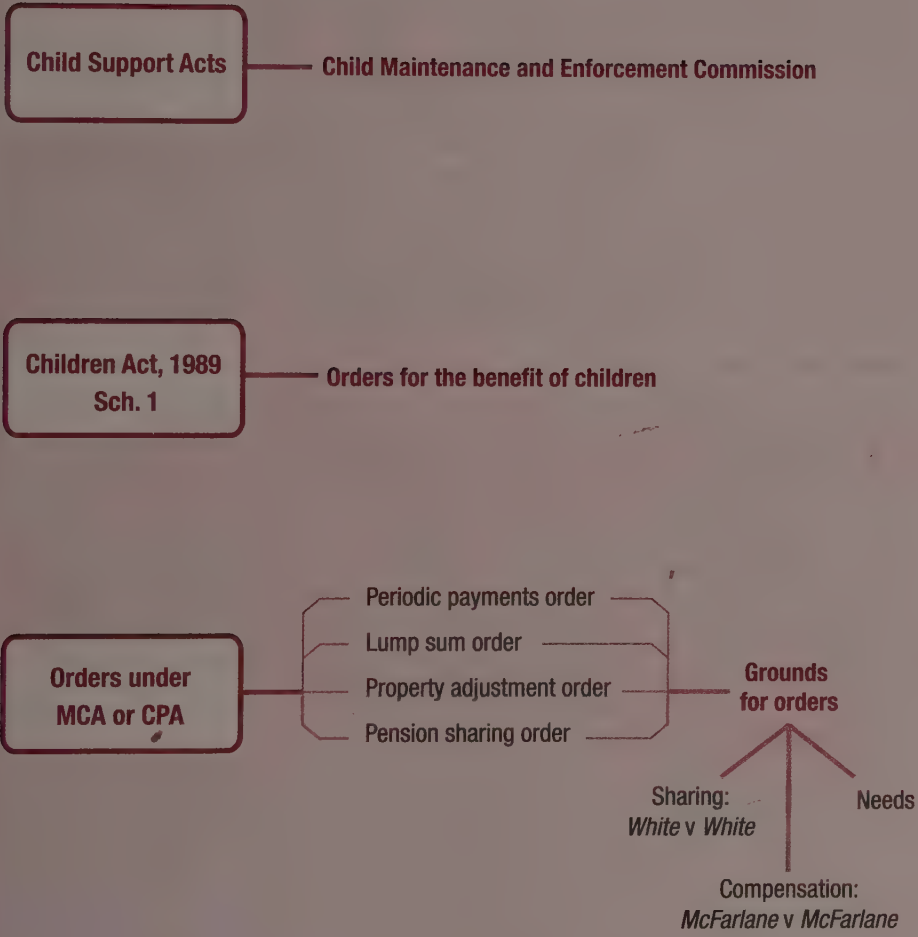 Child Support Acts
Child Maintenance and Enforcement Commission
Children Act, 1989
Sch. 1
Orders for the benefit of children
Orders under
MCA or CPA
Periodic payments order
Lump sum order
Property adjustment order
Pension sharing order
Grounds
for orders
Sharing:
White v White
Needs
Compensation:
McFarlane v McFarlane